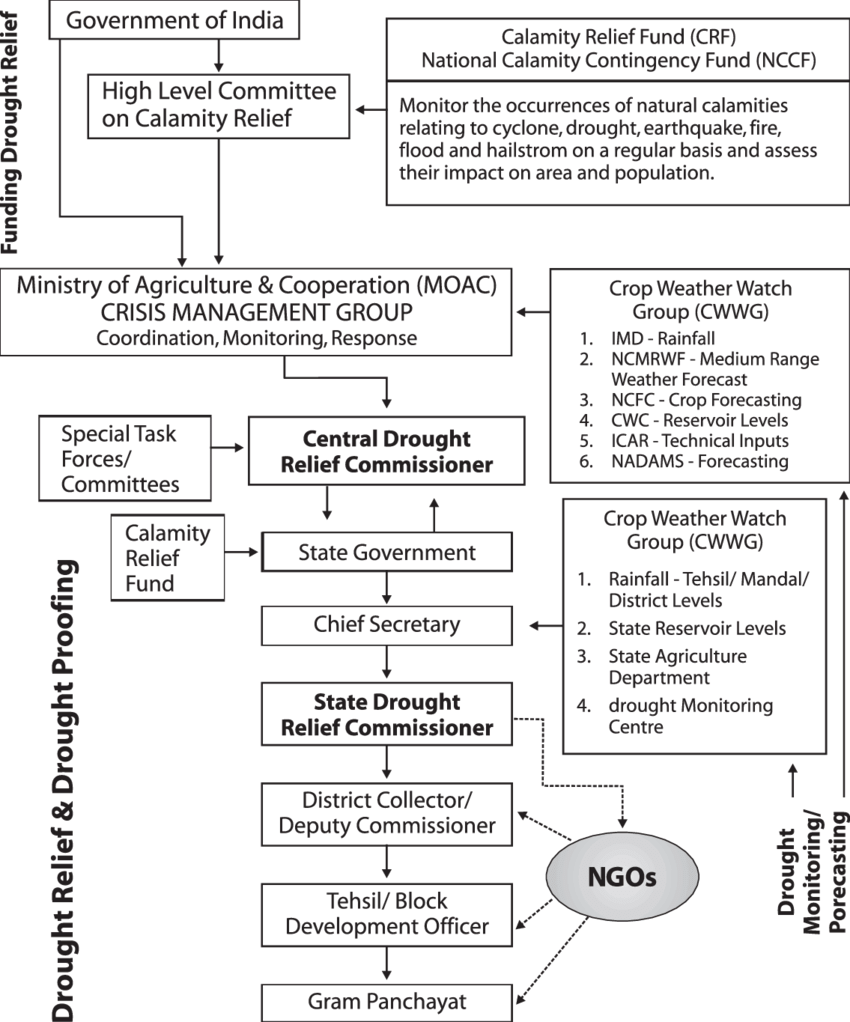 Funding Drought Relief
Government of India
High Level Committee
on Calamity Relief
Calamity Relief Fund (CRF)
National Calamity Contingency Fund (NCCF)
Monitor the occurrences of natural calamities
relating to cyclone, drought, earthquake, fire,
flood and hailstrom on a regular basis and assess
their impact on area and population.
Ministry of Agriculture & Cooperation (MOAC)
CRISIS MANAGEMENT GROUP
Coordination, Monitoring, Response
Crop Weather Watch
Group (CWWG)
1. IMD - Rainfall
2. NCMRWF - Medium Range
Weather Forecast
3. NCFC - Crop Forecasting
4. CWC - Reservoir Levels
5. ICAR - Technical Inputs
6. NADAMS - Forecasting
Special Task
Forces/
Committees
Central Drought
Relief Commissioner
Calamity
Relief
Fund
State Government
Crop Weather Watch
Group (CWWG)
1. Rainfall - Tehsil/ Mandal/
District Levels
2. State Reservoir Levels
3. State Agriculture
Department
4. drought Monitoring
Centre
Chief Secretary
State Drought
Relief Commissioner
District Collector/
Deputy Commissioner
Tehsil/ Block
Development Officer
Gram Panchayat
NGOs
Drought Relief & Drought Proofing
Drought
Monitoring/
Porecasting